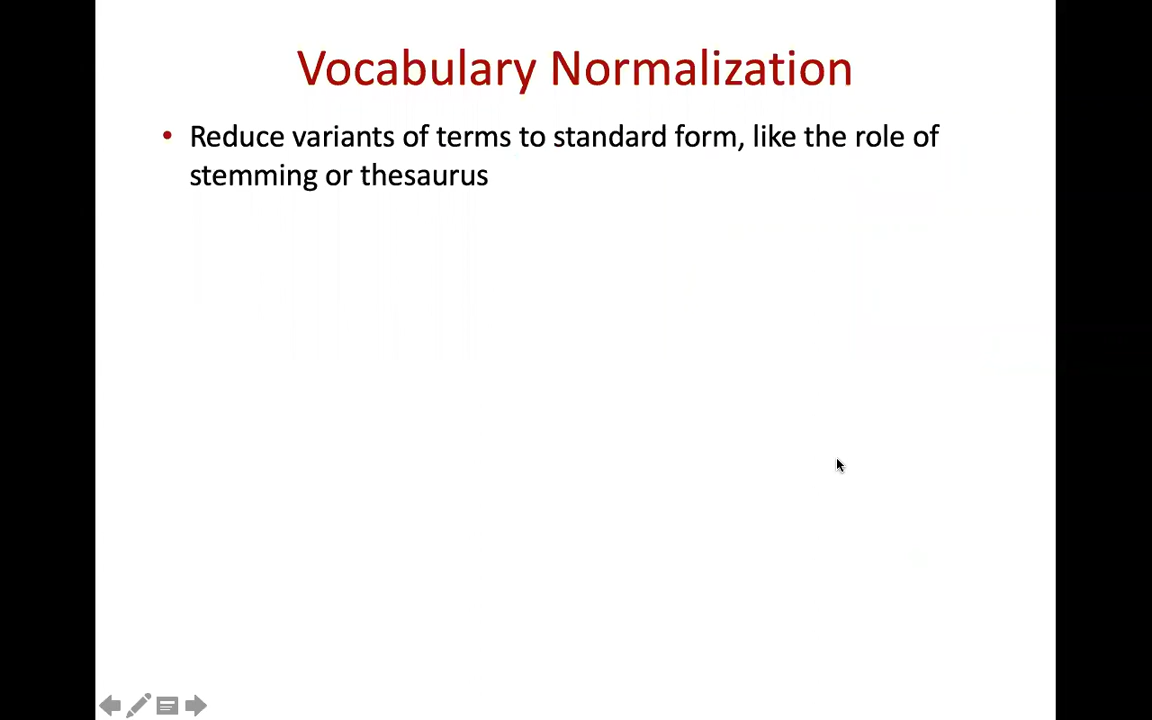 Vocabulary Normalization
• Reduce variants of terms to standard form, like the role of
stemming or thesaurus